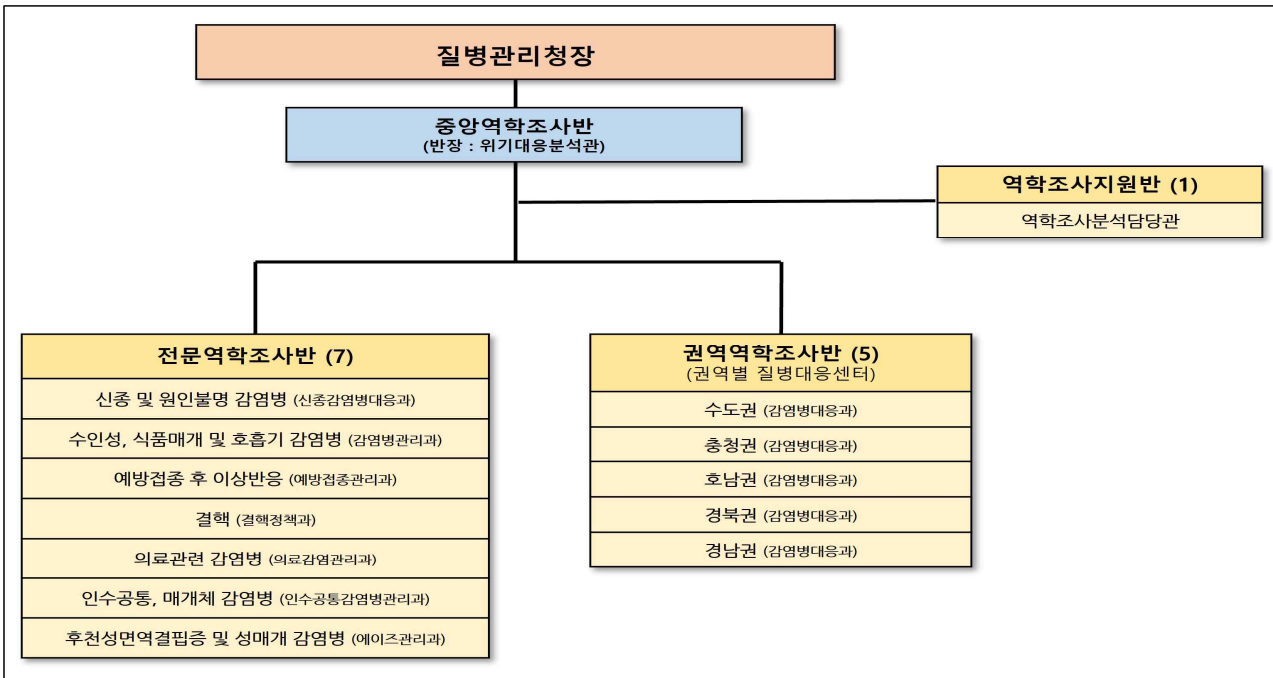 질병관리청장
중앙역학조사반
(반장 : 위기대응분석관)
역학조사지원반 (1)
역학조사분석담당관
전문역학조사반 (7)
신종 및 원인불명 감염병 (신종감염병대응과)
수인성, 식품매개 및 호흡기 감염병 (감염병관리과)
예방접종 후 이상반응 (예방접종관리과)
결핵 (결핵정책과)
의료관련 감염병 (의료감염관리과)
인수공통, 매개체 감염병 (인수공통감염병관리과)
후천성면역결핍증 및 성매개 감염병 (에이즈관리과)
권역역학조사반 (5)
(권역별 질병대응센터)
수도권 (감염병대응과)
충청권 (감염병대응과)
호남권 (감염병대응과)
경북권 (감염병대응과)
경남권 (감염병대응과)